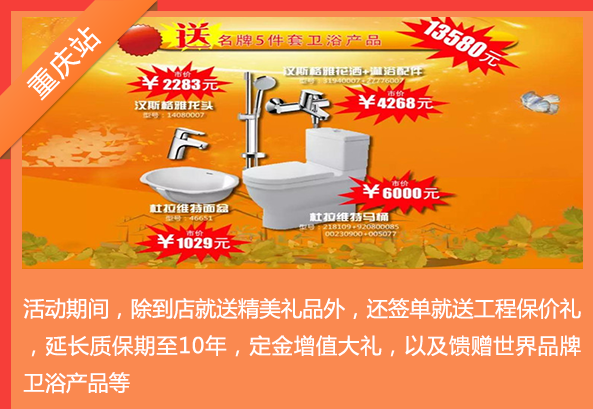 重庆站
送 名牌5件套卫浴产品
13580元
市价
￥2283元
汉斯格雅龙头
型号：14080007
汉斯格雅花洒+淋浴配件
型号：31940007+27776007
市价
￥4268元
市价
￥6000元
杜拉维特面盆
型号：46651
市价
￥1029元
杜拉维特马桶
型号：218109+920800085
00230900+005077
活动期间，除到店就送精美礼品外，还签单就送工程保价礼
，延长质保期至10年，定金增值大礼，以及馈赠世界品牌
卫浴产品等